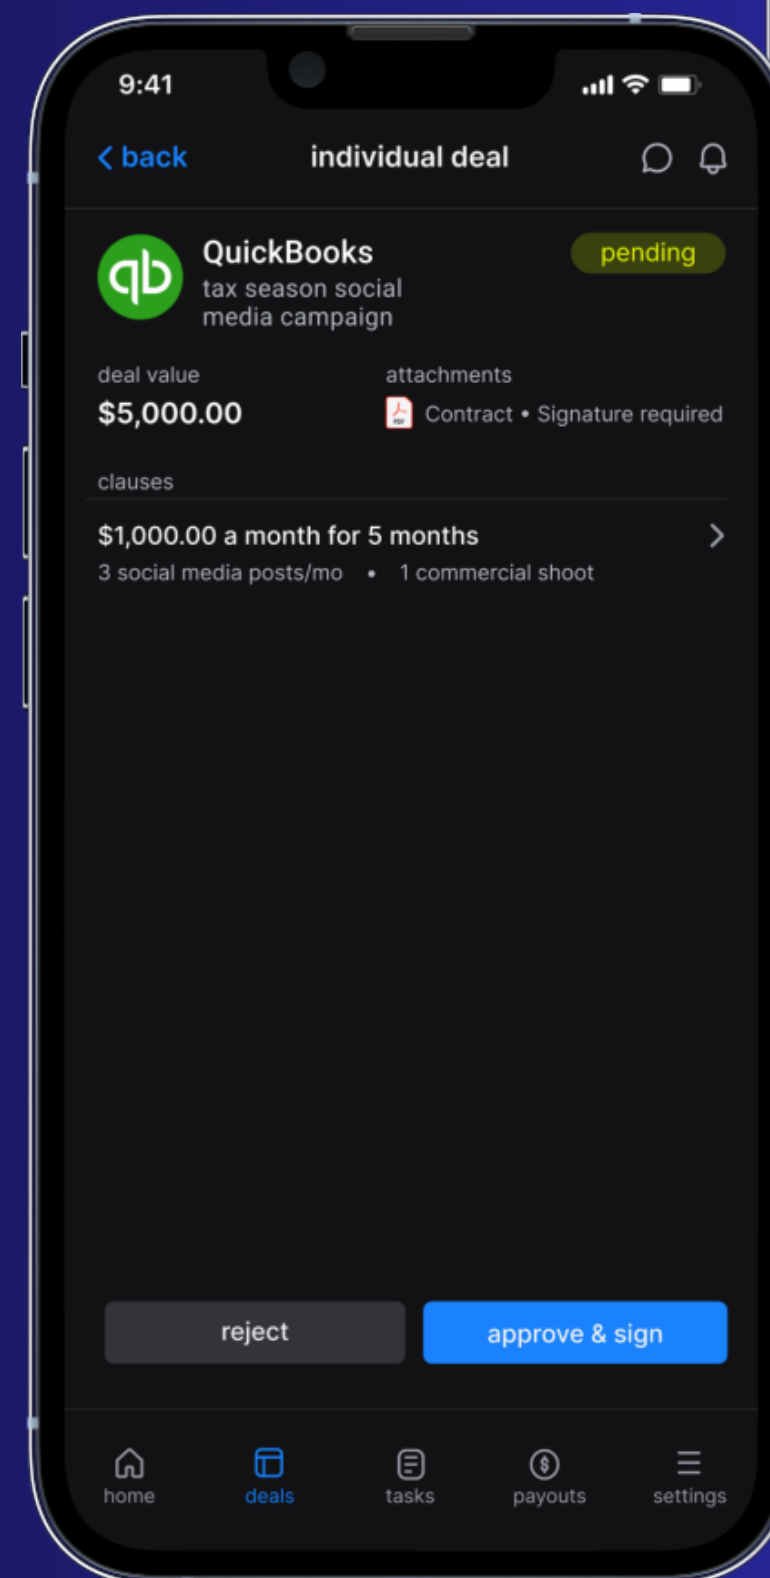 9:41
back
individual deal
qb
QuickBooks
pending
tax season social
media campaign
deal value
attachments
$5,000.00
PDF
Contract • Signature required
clauses
$1,000.00 a month for 5 months
3 social media posts/mo • 1 commercial shoot
reject
approve & sign
home
deals
tasks
payouts
settings